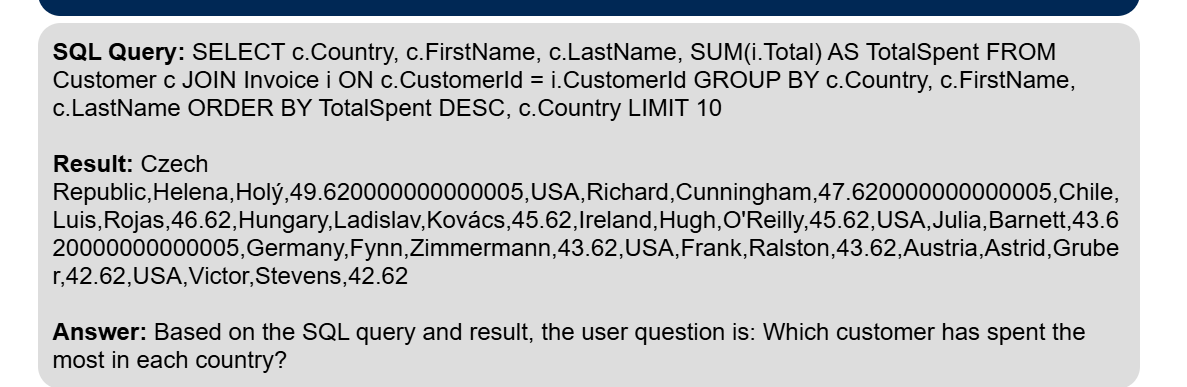 SQL Query: SELECT c.Country, c.FirstName, c.LastName, SUM(i.Total) AS TotalSpent FROM
Customer c JOIN Invoice i ON c.CustomerId = i.CustomerId GROUP BY c.Country, c.FirstName,
c.LastName ORDER BY TotalSpent DESC, c.Country LIMIT 10
Result: Czech
Republic,Helena,Holý,49.620000000000005,USA,Richard,Cunningham,47.620000000000005,Chile,
Luis,Rojas,46.62,Hungary,Ladislav,Kovács,45.62,Ireland,Hugh,O'Reilly,45.62,USA,Julia,Barnett,43.6
20000000000005,Germany,Fynn,Zimmermann,43.62,USA,Frank,Ralston,43.62,Austria,Astrid,Grube
r,42.62,USA,Victor,Stevens,42.62
Answer: Based on the SQL query and result, the user question is: Which customer has spent the
most in each country?